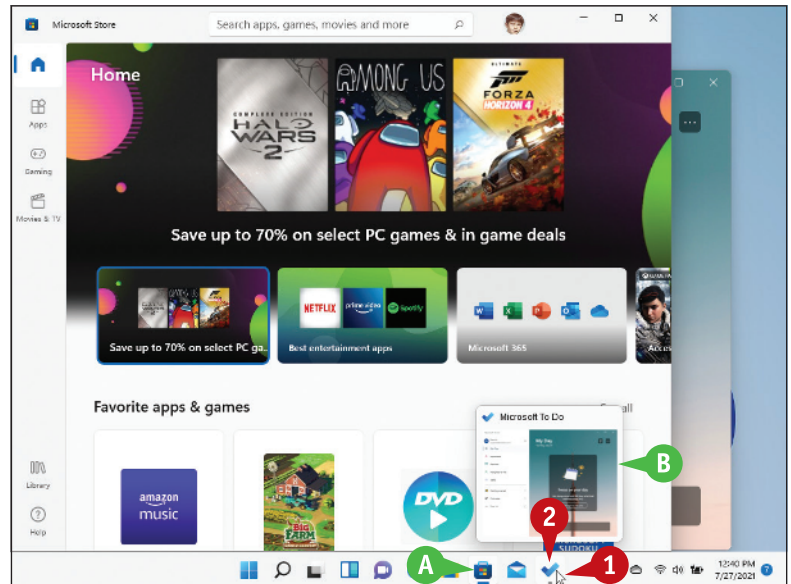 Microsoft Store
Search apps, games, movies and more
Home
Apps
Gaming
Movies & TV
COMPLETE EDITION
HALO
WARS
2
AMONG US
ULTIMATE
FORZA
HORIZON 4
Save up to 70% on select PC games & in game deals
NETFLIX
prime video
Spotify
Save up to 70% on select PC ga..
Best entertainment apps
Microsoft 365
Acces
Favorite apps & games
all
Microsoft To Do
My Day
B
Library
Help
amazon
music
BIG
FARM
DVD
SUDOKU
A
2
1
12:40 PM
7/27/2021